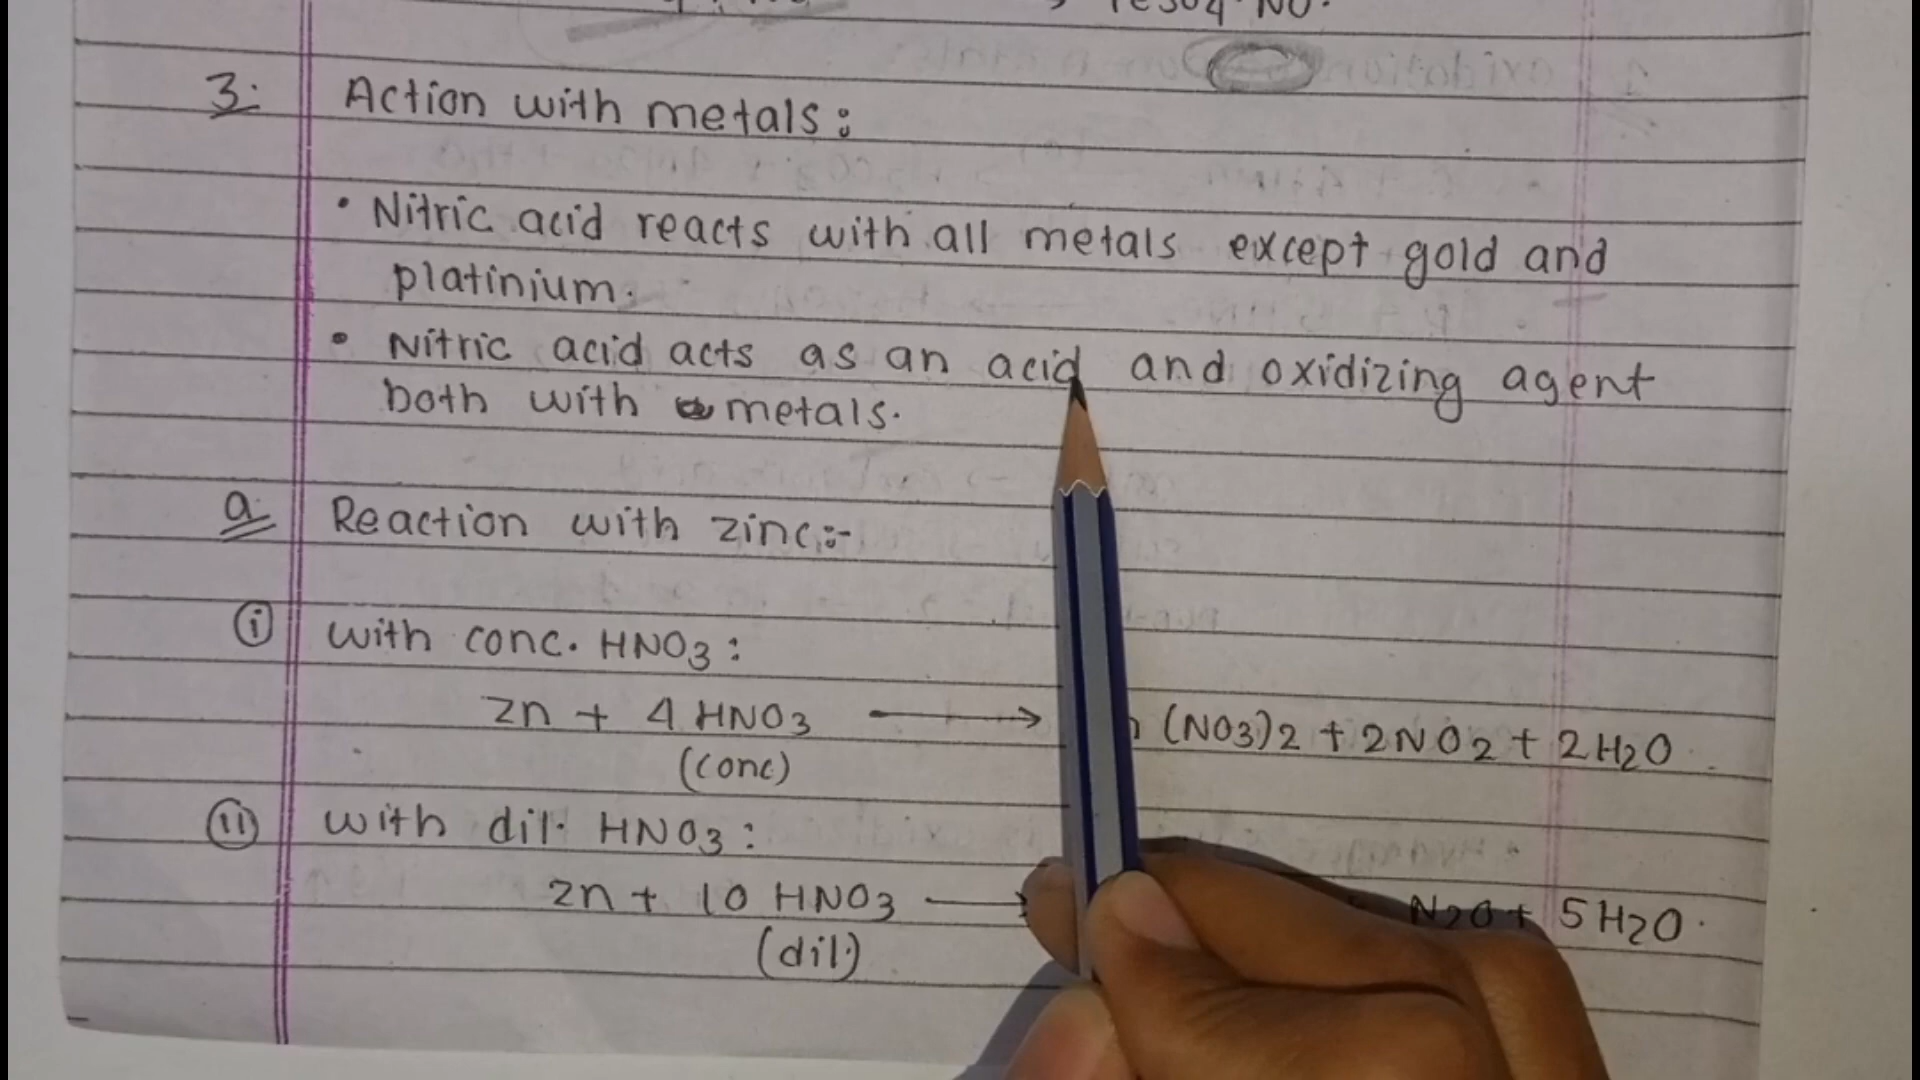 3. Action with metals:
• Nitric acid reacts with all metals except gold and
platinium.
• Nitric acid acts as an acid and oxidizing agent
both with metals.
a. Reaction with zinc:-
(i) with conc. HNO3:
Zn + 4 HNO3 ⟶ (NO3)2 + 2NO2 + 2H2O
(conc)
(ii) with dil. HNO3:
Zn + 10 HNO3 ⟶ N2O + 5H2O.
(dil.)